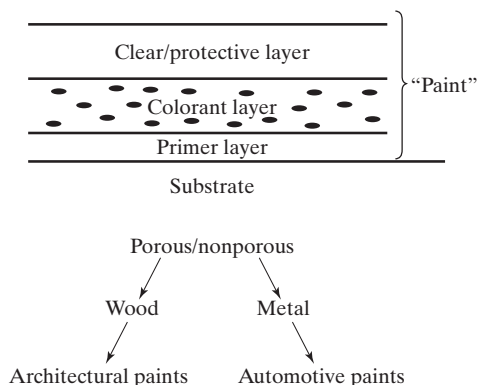 Clear/protective layer
Colorant layer
“Paint”
Primer layer
Substrate
Porous/nonporous
Wood Metal
Architectural paints Automotive paints